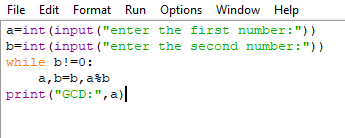 File Edit Format Run Options Window Help
a=int(input("enter the first number:"))
b=int(input("enter the second number:"))
while b!=0:
    a,b=b,a%b
print("GCD:",a)